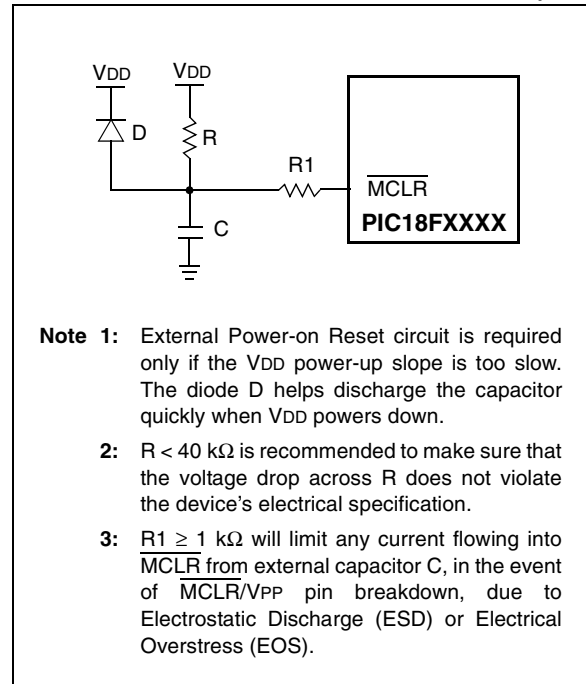 VDD VDD
D
R
R1
MCLR
PIC18FXXXX
C
Note 1: External Power-on Reset circuit is required
only if the VDD power-up slope is too slow.
The diode D helps discharge the capacitor
quickly when VDD powers down.
2: R < 40 kΩ is recommended to make sure that
the voltage drop across R does not violate
the device's electrical specification.
3: R1 ≥ 1 kΩ will limit any current flowing into
MCLR from external capacitor C, in the event
of MCLR/VPP pin breakdown, due to
Electrostatic Discharge (ESD) or Electrical
Overstress (EOS).